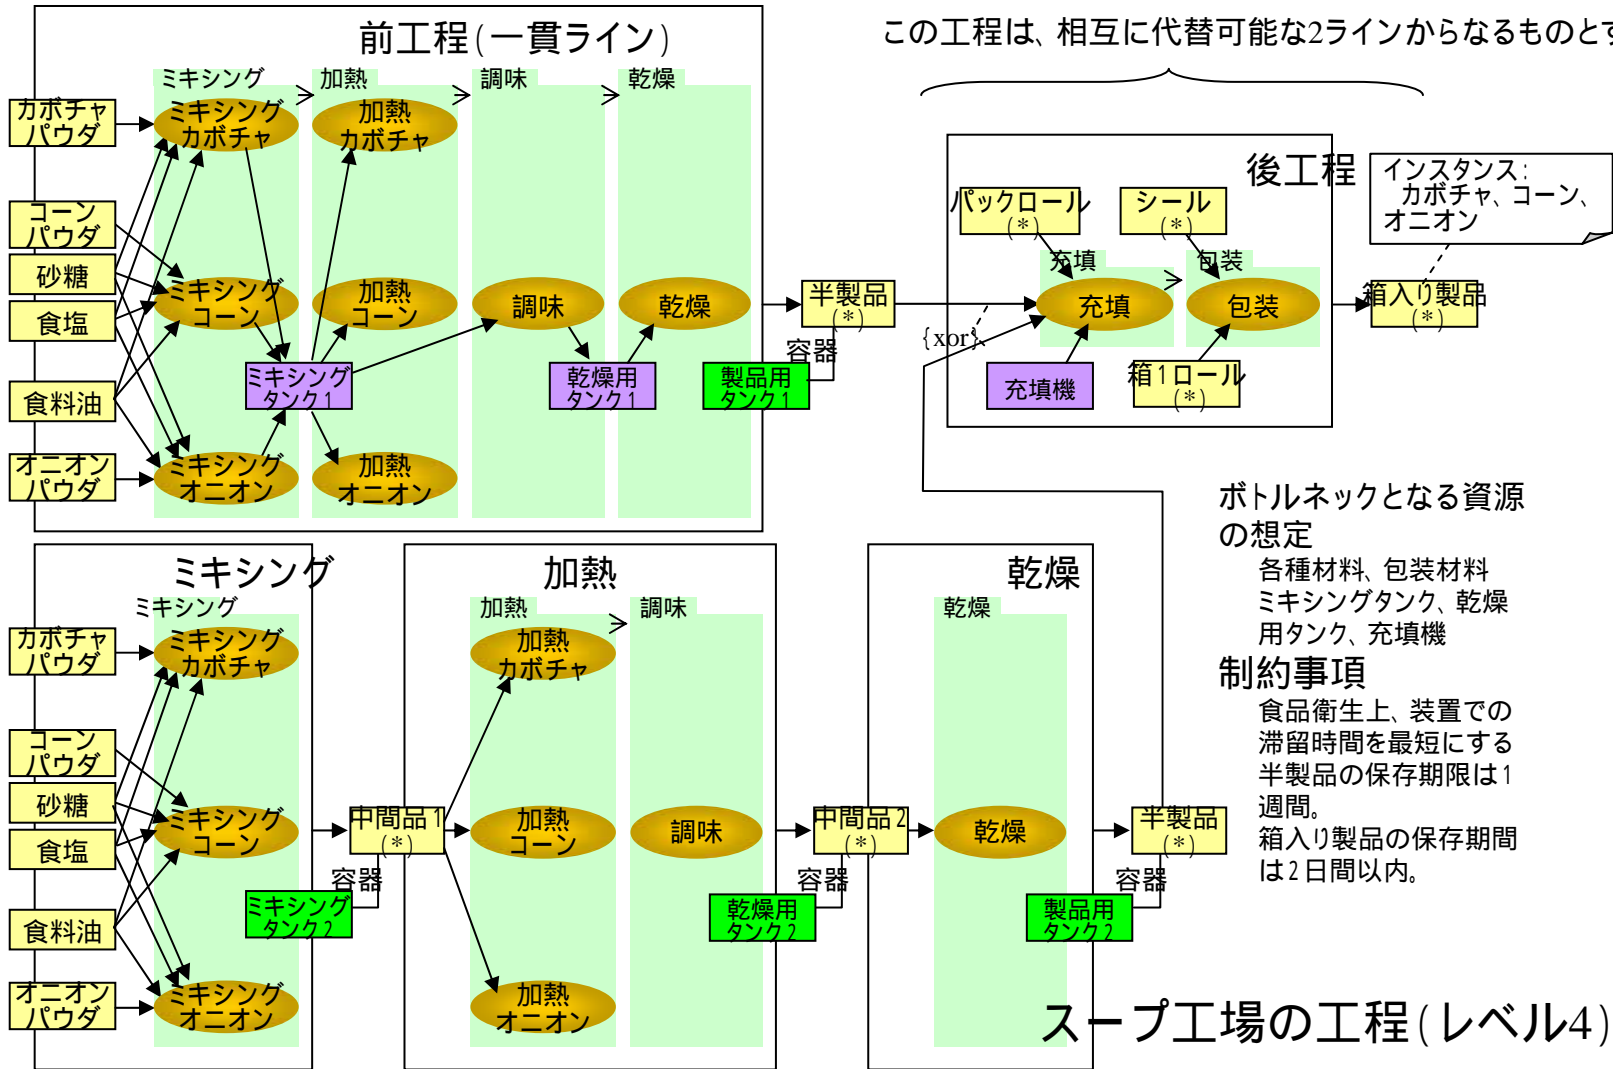 前工程(一貫ライン)
この工程は、相互に代替可能な2ラインからなるものとす
ミキシング
加熱
調味
乾燥
カボチャ
パウダ
ミキシング
カボチャ
加熱
カボチャ
コーン
パウダ
砂糖
食塩
食料油
オニオン
パウダ
ミキシング
コーン
加熱
コーン
調味
乾燥
ミキシング
タンク1
乾燥用
タンク1
製品用
タンク1
容器
半製品
(*)
ミキシング
オニオン
加熱
オニオン
後工程
パックロール
(*)
シール
(*)
充填
包装
充填
包装
{xor}
充填機
箱1ロール
(*)
箱入り製品
(*)
インスタンス:
カボチャ、コーン、
オニオン
ミキシング
ミキシング
カボチャ
パウダ
ミキシング
カボチャ
コーン
パウダ
砂糖
食塩
食料油
オニオン
パウダ
ミキシング
コーン
ミキシング
オニオン
中間品1
(*)
容器
ミキシング
タンク2
加熱
加熱
調味
加熱
カボチャ
加熱
コーン
調味
加熱
オニオン
中間品2
(*)
容器
乾燥用
タンク2
乾燥
乾燥
乾燥
半製品
(*)
容器
製品用
タンク2
ボトルネックとなる資源
の想定
各種材料、包装材料
ミキシングタンク、乾燥
用タンク、充填機
制約事項
食品衛生上、装置での
滞留時間を最短にする
半製品の保存期限は1
週間。
箱入り製品の保存期間
は2日間以内。
スープ工場の工程(レベル4)